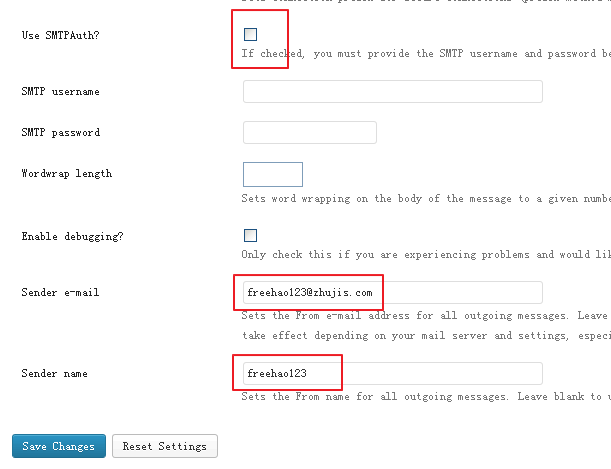 Use SMTPAuth?
If checked, you must provide the SMTP username and password be
SMTP username
SMTP password
Wordwrap length
Sets word wrapping on the body of the message to a given numbe
Enable debugging?
Only check this if you are experiencing problems and would lik
Sender e-mail
freehao123@zhujis.com
Sets the From e-mail address for all outgoing messages. Leave
take effect depending on your mail server and settings, especi
Sender name
freehao123
Sets the From name for all outgoing messages. Leave blank to u
Save Changes
Reset Settings